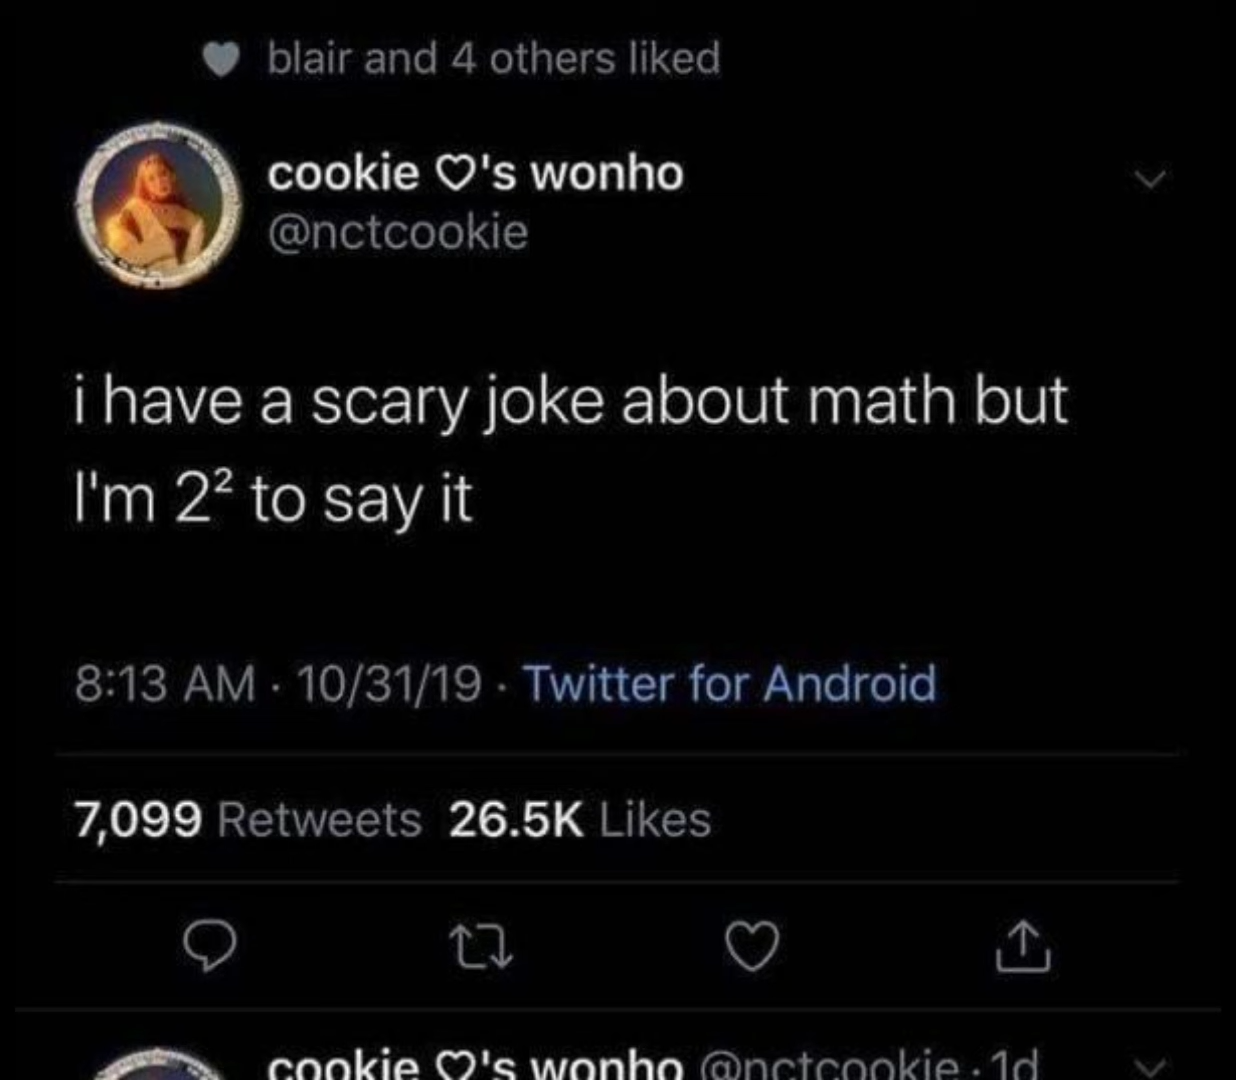 blair and 4 others liked
cookie ♡'s wonho
@nctcookie
i have a scary joke about math but
I'm 2² to say it
8:13 AM · 10/31/19 · Twitter for Android
7,099 Retweets 26.5K Likes
cookie ♡'s wonho @nctcookie · 1d